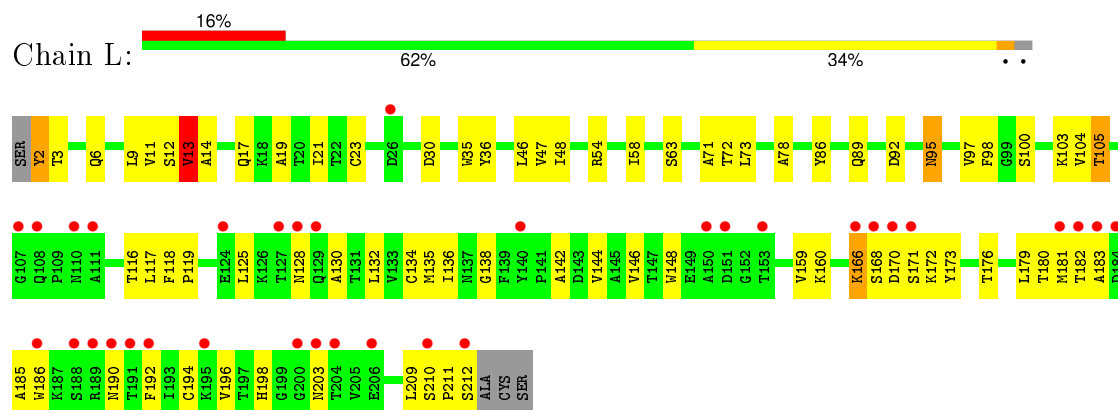 16%
Chain L:
62% 34% • •
SER Y2 T3 Q6 L9 V11 S12 V13 A14 Q17 K18 A19 T20 I21 T22 C23 D26 D30 W35 Y36 L46 V47 I48 R54 I58 S63 A71 T72 L73 A78 Y86 Q89 D92 N95 V97 F98 G99 S100 K103 V104 T105
G107 Q108 P109 N110 A111 T116 L117 F118 P119 E124 L125 K126 T127 N128 Q129 A130 T131 L132 V133 C134 M135 I136 N137 G138 F139 Y140 P141 A142 D143 V144 A145 V146 T147 W148 E149 A150 D151 G152 T153 V159 K160 K166 S168 D170 S171 K172 Y173 T176 L179 T180 M181 T182 A183 D184
A185 W186 K187 S188 R189 N190 T191 F192 I193 C194 K195 V196 T197 H198 G199 G200 N203 T204 V205 E206 L209 S210 P211 S212 ALA CYS SER